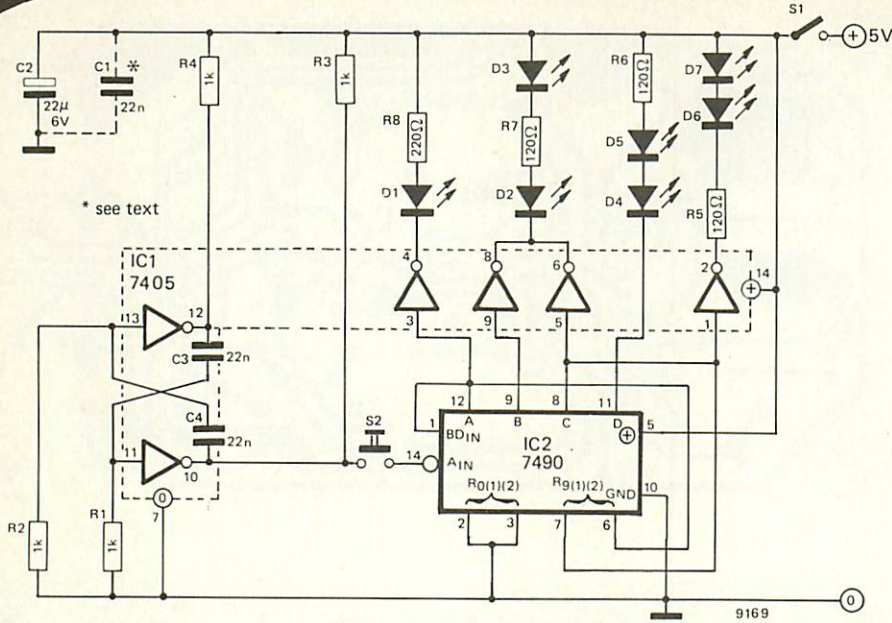 S1
5V
C2
22µ
6V
C1
*
22n
R4
1k
R3
1k
R8
220Ω
D1
D3
R7
120Ω
D2
R6
120Ω
D5
D4
D7
D6
R5
120Ω
* see text
IC1
7405
13
12
C3
22n
C4
22n
11
10
0
7
4
3
8
9
6
5
2
1
14
R2
1k
R1
1k
S2
14
1
12
9
8
11
A
B
C
D
5
BDIN
AIN
IC2
7490
R0(1)(2)
R9(1)(2)
GND
10
2
3
7
6
0
9169